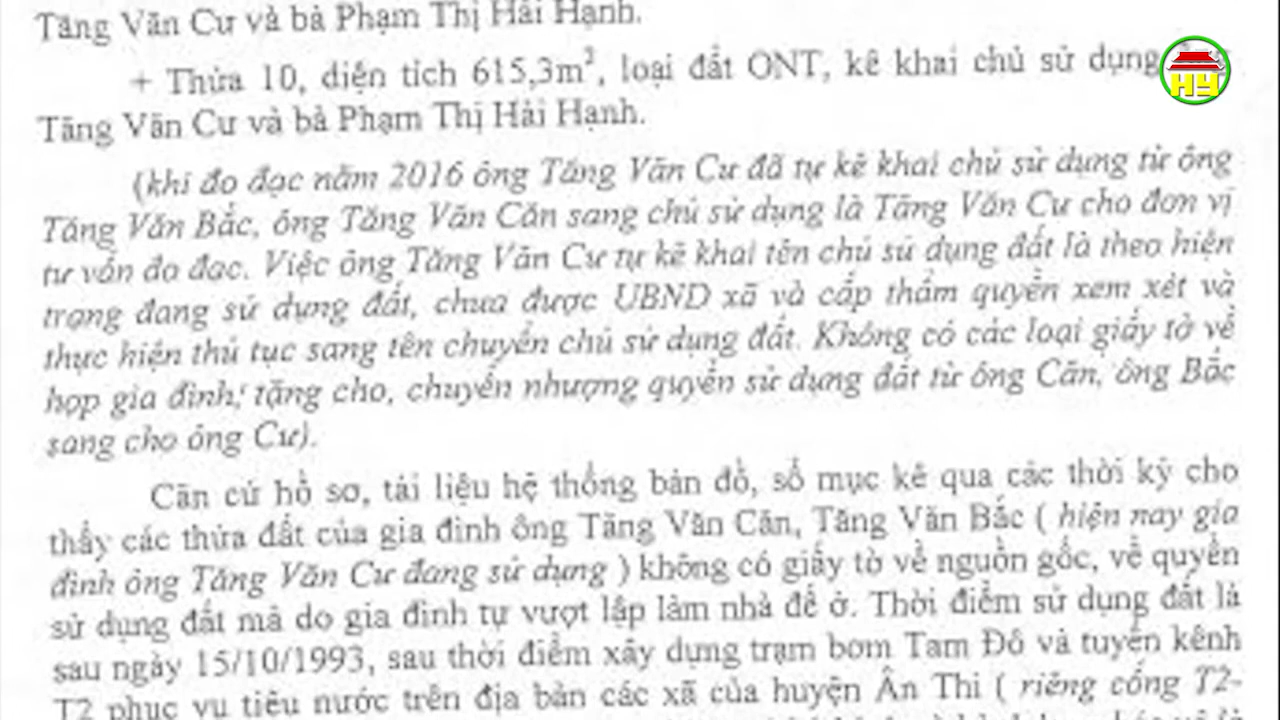 Tăng Văn Cư và bà Phạm Thị Hải Hạnh.
+ Thửa 10, diện tích 615,3m², loại đất ONT, kê khai chủ sử dụng
HY
Tăng Văn Cư và bà Phạm Thị Hải Hạnh.
(khi đo đạc năm 2016 ông Tăng Văn Cư đã tự kê khai chủ sử dụng từ ông
Tăng Văn Bắc, ông Tăng Văn Căn sang chủ sử dụng là Tăng Văn Cư cho đơn vị
tư vấn đo đạc. Việc ông Tăng Văn Cư tự kê khai tên chủ sử dụng đất là theo hiện
trạng đang sử dụng đất, chưa được UBND xã và cấp thẩm quyền xem xét và
thực hiện thủ tục sang tên chuyển chủ sử dụng đất. Không có các loại giấy tờ về
họp gia đình; tặng cho, chuyển nhượng quyền sử dụng đất từ ông Căn, ông Bắc
sang cho ông Cư).
Căn cứ hồ sơ, tài liệu hệ thống bản đồ, sổ mục kê qua các thời kỳ cho
thấy các thửa đất của gia đình ông Tăng Văn Căn, Tăng Văn Bắc ( hiện nay gia
đình ông Tăng Văn Cư đang sử dụng ) không có giấy tờ về nguồn gốc, về quyền
sử dụng đất mà do gia đình tự vượt lập làm nhà để ở. Thời điểm sử dụng đất là
sau ngày 15/10/1993, sau thời điểm xây dựng trạm bơm Tam Đô và tuyến kênh
T2 phục vụ tiêu nước trên địa bàn các xã của huyện Ân Thi ( riêng cống T2-